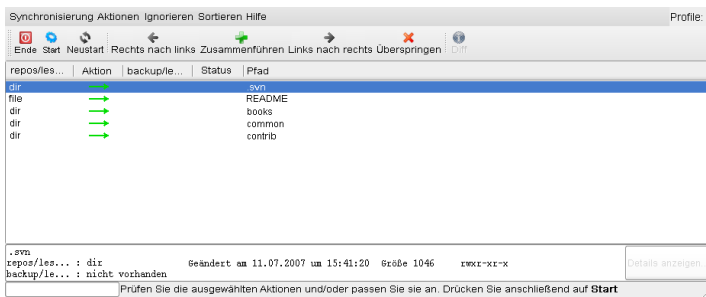 Synchronisierung Aktionen Ignorieren Sortieren Hilfe Profile:
Ende Start Neustart Rechts nach links Zusammenführen Links nach rechts Überspringen Diff
repos/les... Aktion backup/le... Status Pfad
dir .svn
file README
dir books
dir common
dir contrib
.svn
repos/les... : dir Geändert am 11.07.2007 um 15:41:20 Größe 1046 rwxr-xr-x
backup/le... : nicht vorhanden
Details anzeigen.
Prüfen Sie die ausgewählten Aktionen und/oder passen Sie sie an. Drücken Sie anschließend auf Start